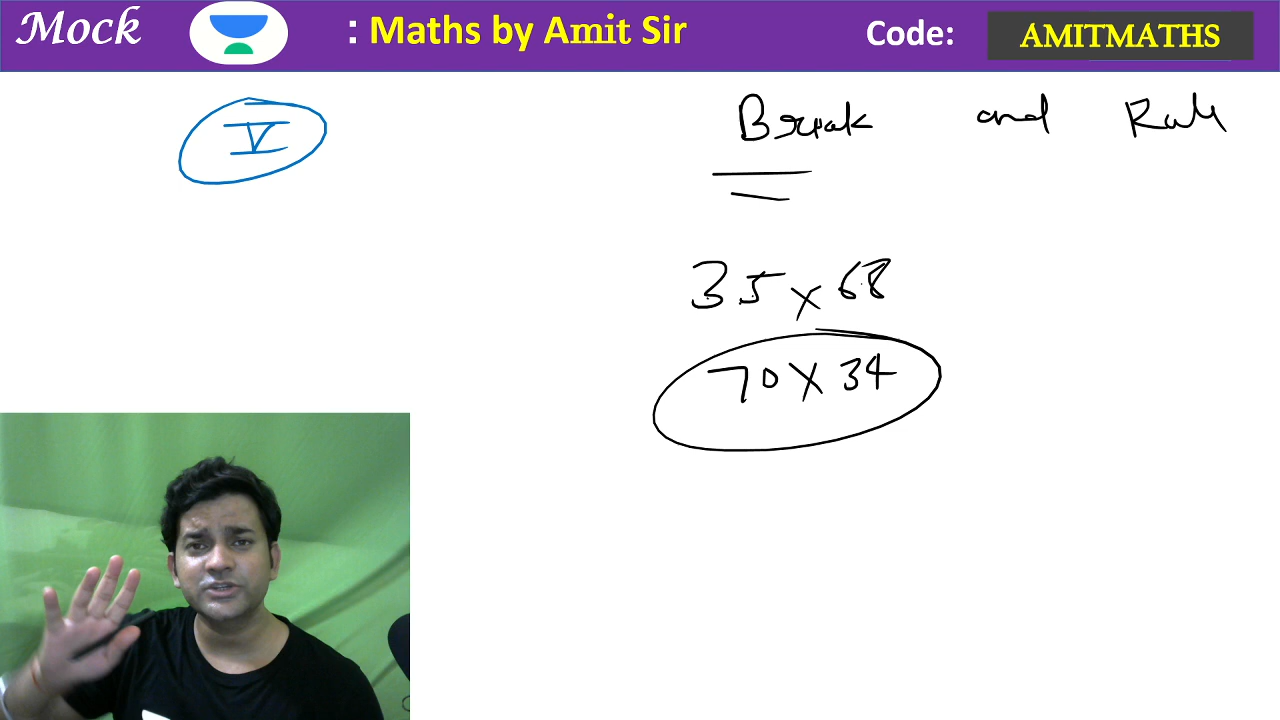 Mock : Maths by Amit Sir Code: AMITMATHS
V
Break and Rule
35 x 68
70 x 34